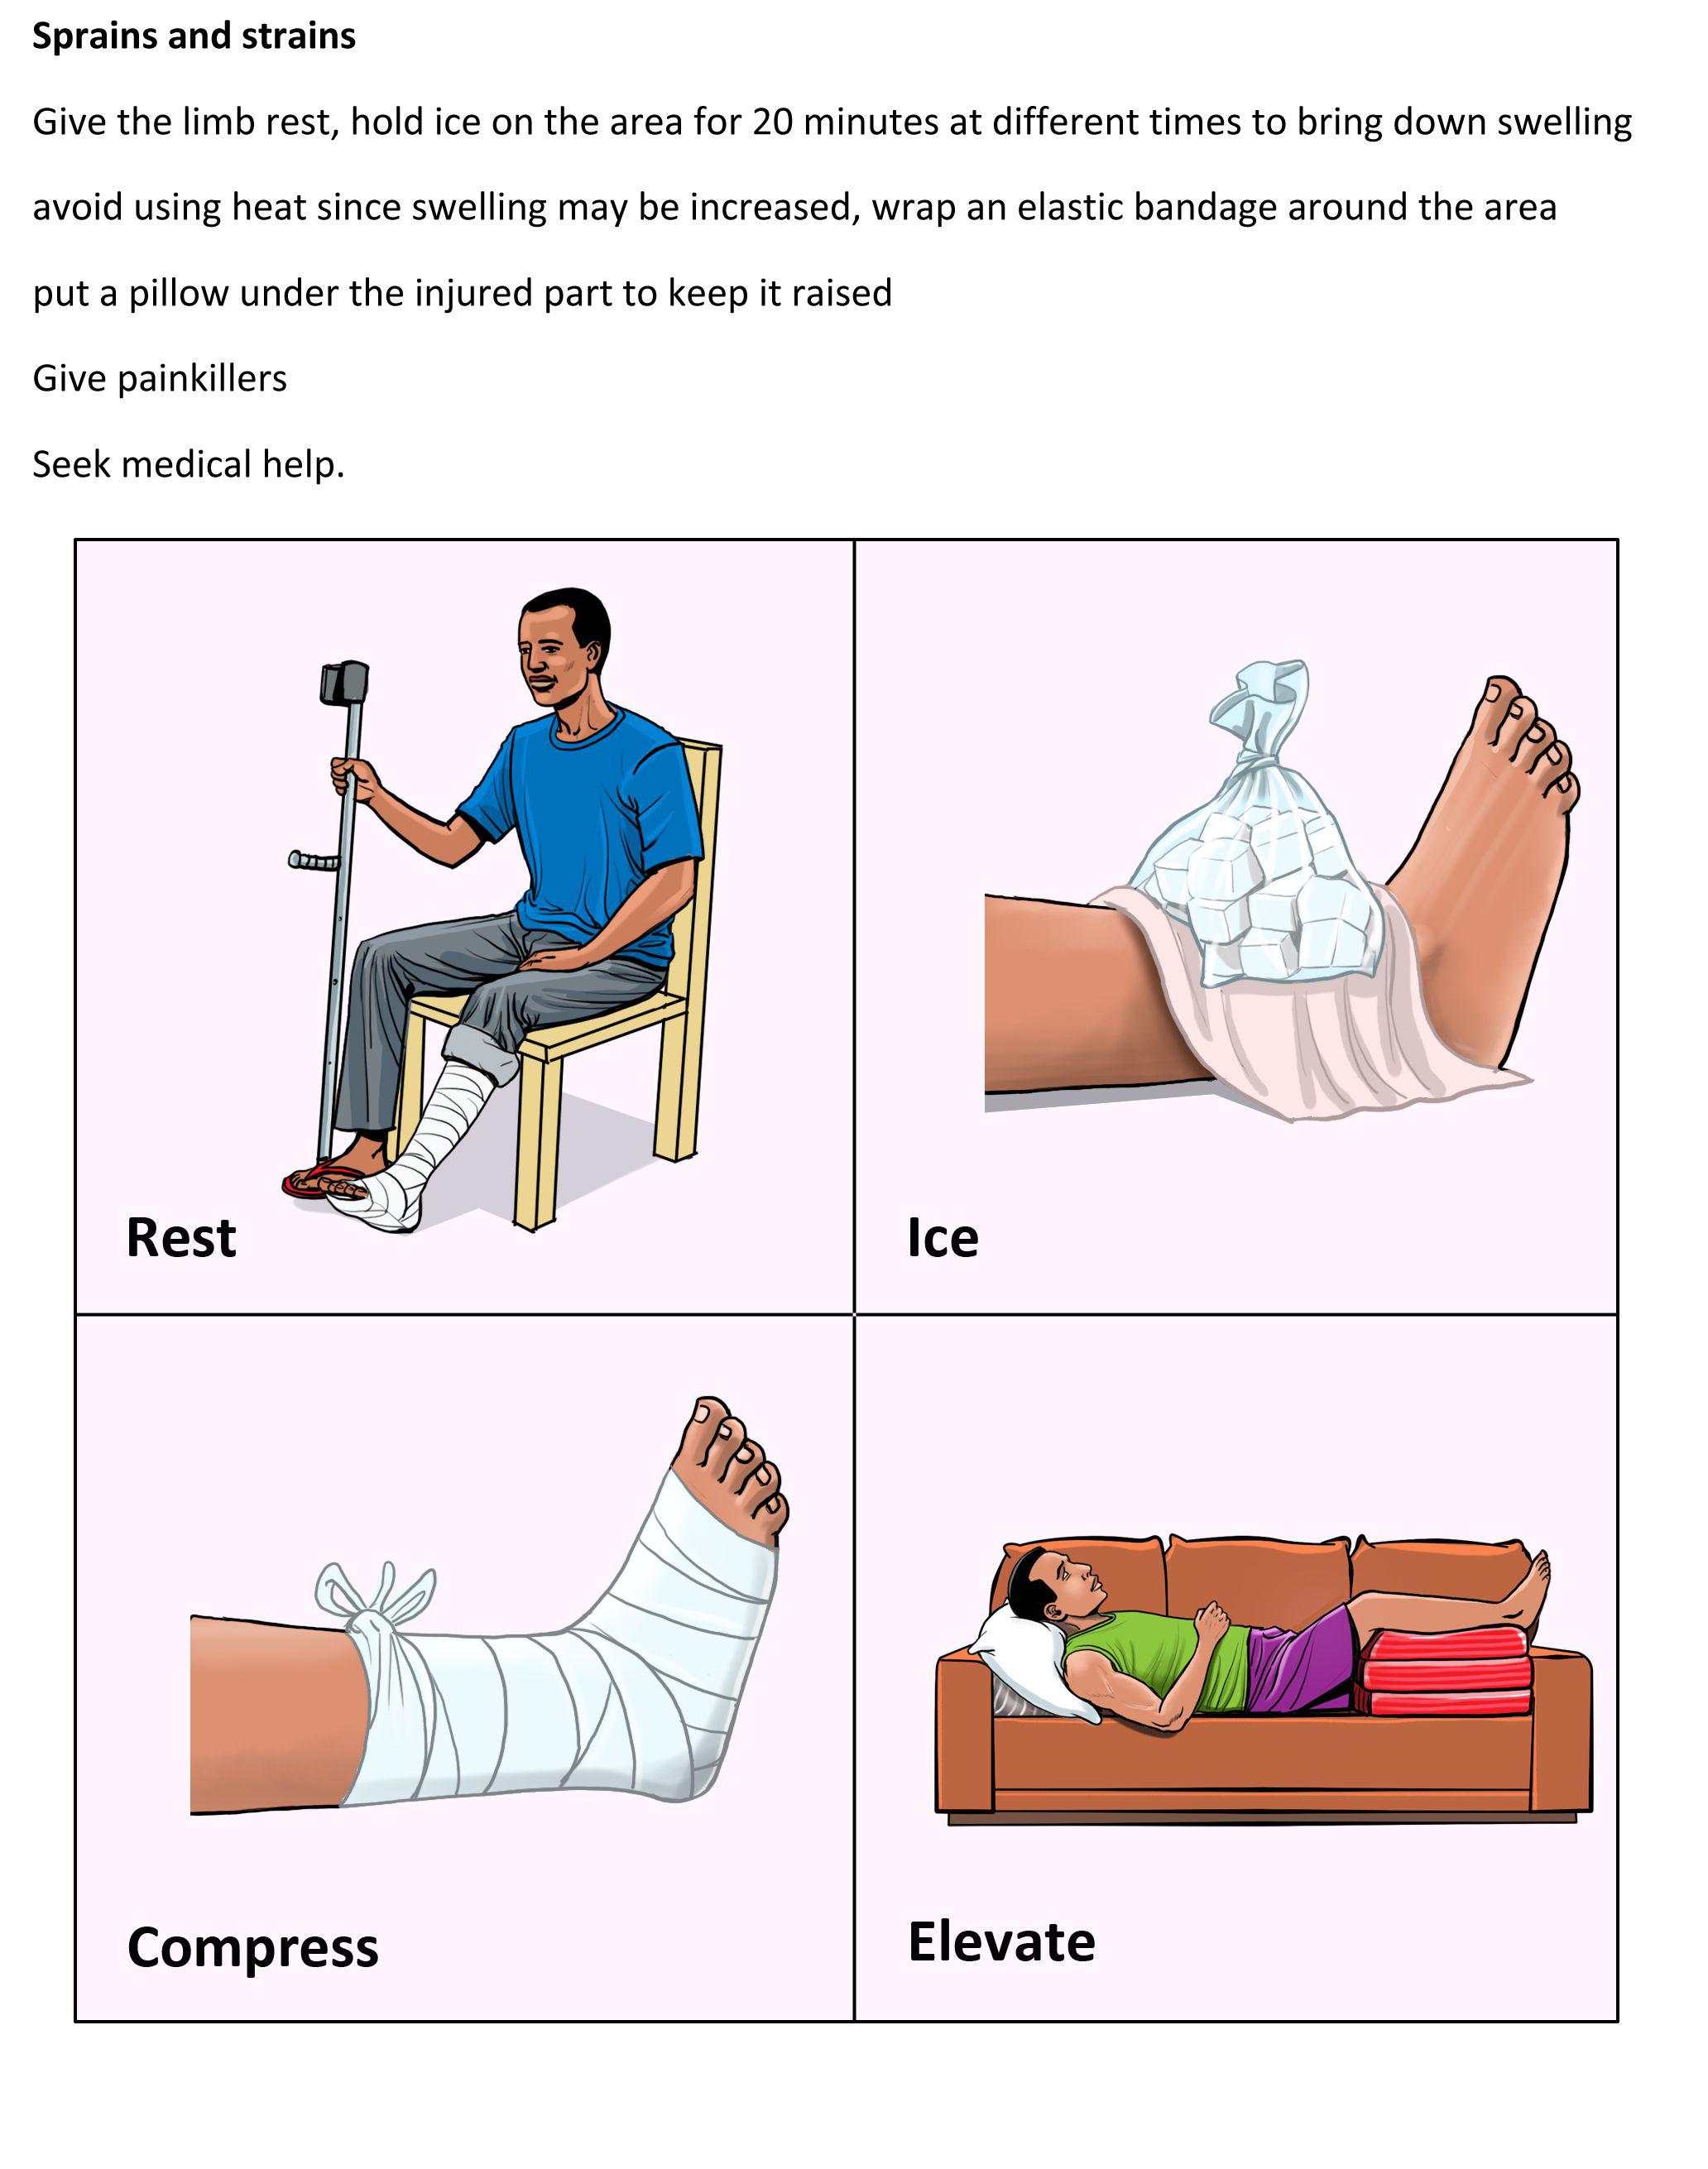 Sprains and strains
Give the limb rest, hold ice on the area for 20 minutes at different times to bring down swelling
avoid using heat since swelling may be increased, wrap an elastic bandage around the area
put a pillow under the injured part to keep it raised
Give painkillers
Seek medical help.
Rest
Ice
Compress
Elevate